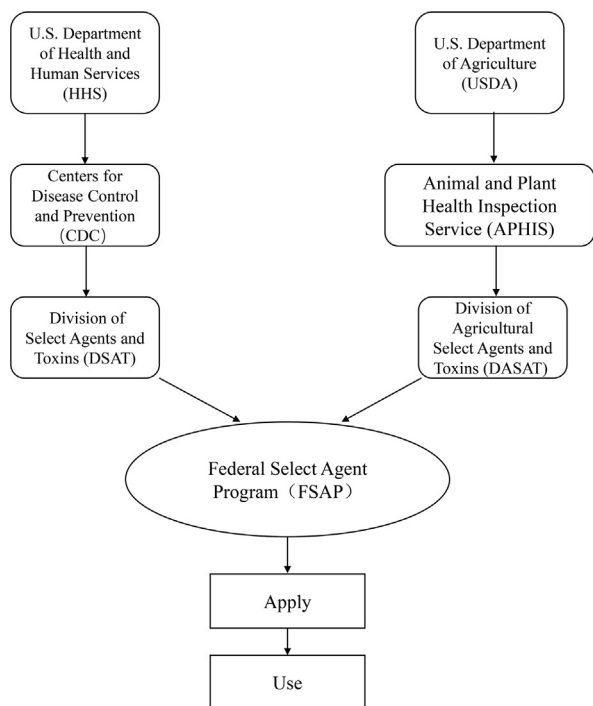 U.S. Department
of Health and
Human Services
(HHS)
U.S. Department
of Agriculture
(USDA)
Centers for
Disease Control
and Prevention
（CDC）
Animal and Plant
Health Inspection
Service (APHIS)
Division of
Select Agents and
Toxins (DSAT)
Division of
Agricultural
Select Agents and
Toxins (DASAT)
Federal Select Agent
Program（FSAP）
Apply
Use